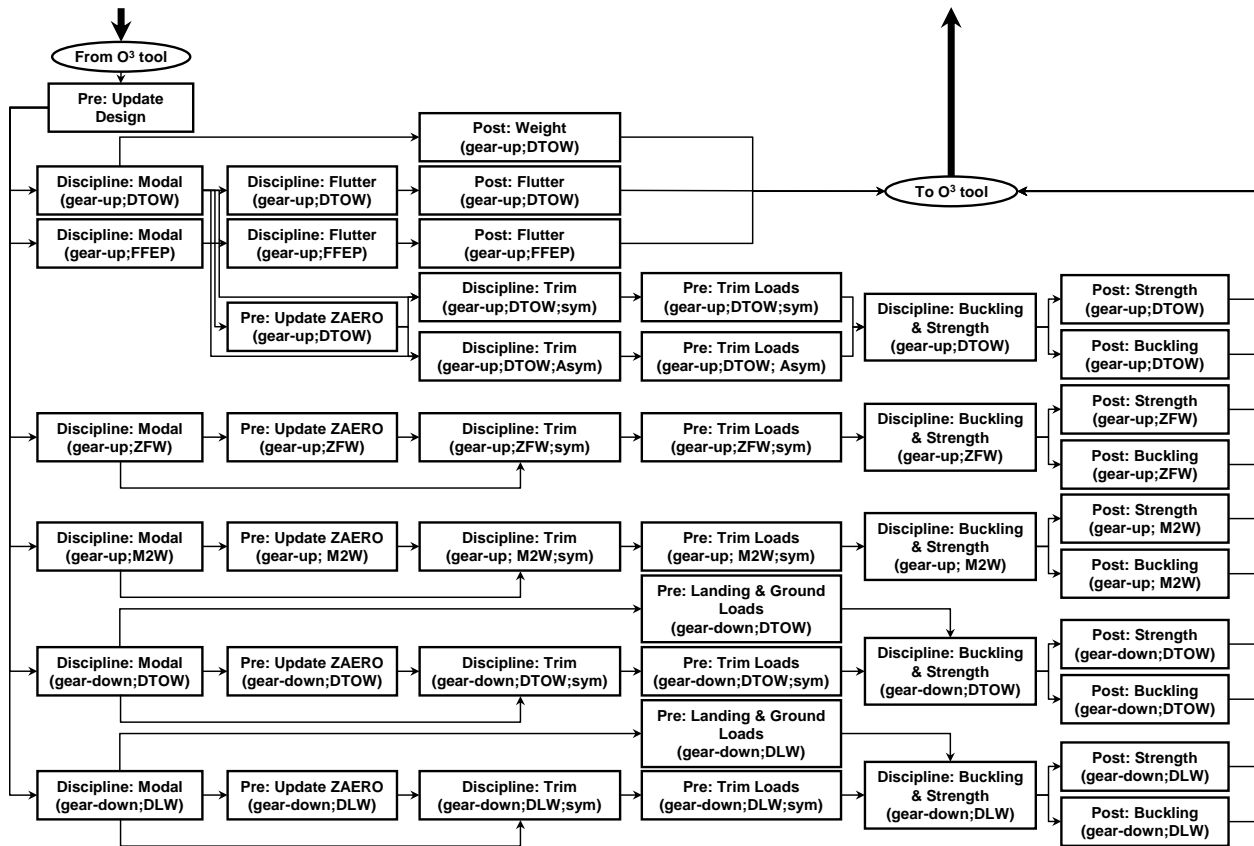 From O³ tool
Pre: Update
Design
Post: Weight
(gear-up;DTOW)
Discipline: Modal
(gear-up;DTOW)
Discipline: Flutter
(gear-up;DTOW)
Post: Flutter
(gear-up;DTOW)
To O³ tool
Discipline: Modal
(gear-up;FFEP)
Discipline: Flutter
(gear-up;FFEP)
Post: Flutter
(gear-up;FFEP)
Discipline: Trim
(gear-up;DTOW;sym)
Pre: Trim Loads
(gear-up;DTOW;sym)
Pre: Update ZAERO
(gear-up;DTOW)
Discipline: Trim
(gear-up;DTOW;Asym)
Pre: Trim Loads
(gear-up;DTOW; Asym)
Discipline: Buckling
& Strength
(gear-up;DTOW)
Post: Strength
(gear-up;DTOW)
Post: Buckling
(gear-up;DTOW)
Discipline: Modal
(gear-up;ZFW)
Pre: Update ZAERO
(gear-up;ZFW)
Discipline: Trim
(gear-up;ZFW;sym)
Pre: Trim Loads
(gear-up;ZFW;sym)
Discipline: Buckling
& Strength
(gear-up;ZFW)
Post: Strength
(gear-up;ZFW)
Post: Buckling
(gear-up;ZFW)
Discipline: Modal
(gear-up;M2W)
Pre: Update ZAERO
(gear-up; M2W)
Discipline: Trim
(gear-up; M2W;sym)
Pre: Trim Loads
(gear-up; M2W;sym)
Discipline: Buckling
& Strength
(gear-up; M2W)
Post: Strength
(gear-up; M2W)
Post: Buckling
(gear-up; M2W)
Pre: Landing & Ground
Loads
(gear-down;DTOW)
Discipline: Modal
(gear-down;DTOW)
Pre: Update ZAERO
(gear-down;DTOW)
Discipline: Trim
(gear-down;DTOW;sym)
Pre: Trim Loads
(gear-down;DTOW;sym)
Discipline: Buckling
& Strength
(gear-down;DTOW)
Post: Strength
(gear-down;DTOW)
Post: Buckling
(gear-down;DTOW)
Pre: Landing & Ground
Loads
(gear-down;DLW)
Discipline: Modal
(gear-down;DLW)
Pre: Update ZAERO
(gear-down;DLW)
Discipline: Trim
(gear-down;DLW;sym)
Pre: Trim Loads
(gear-down;DLW;sym)
Discipline: Buckling
& Strength
(gear-down;DLW)
Post: Strength
(gear-down;DLW)
Post: Buckling
(gear-down;DLW)